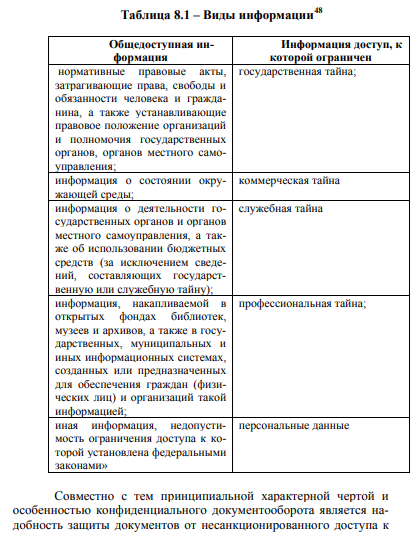 Таблица 8.1 – Виды информации48
Общедоступная ин-
формация
Информация доступ, к
которой ограничен
нормативные правовые акты,
затрагивающие права, свободы и
обязанности человека и гражда-
нина, а также устанавливающие
правовое положение организаций
и полномочия государственных
органов, органов местного само-
управления;
государственная тайна;
информация о состоянии окру-
жающей среды;
коммерческая тайна
информация о деятельности го-
сударственных органов и органов
местного самоуправления, а так-
же об использовании бюджетных
средств (за исключением сведе-
ний, составляющих государст-
венную или служебную тайну);
служебная тайна
информация, накапливаемой в
открытых фондах библиотек,
музеев и архивов, а также в госу-
дарственных, муниципальных и
иных информационных системах,
созданных или предназначенных
для обеспечения граждан (физи-
ческих лиц) и организаций такой
информацией;
профессиональная тайна;
иная информация, недопусти-
мость ограничения доступа к ко-
торой установлена федеральными
законами»
персональные данные
Совместно с тем принципиальной характерной чертой и
особенностью конфиденциального документооборота является на-
добность защиты документов от несанкционированного доступа к